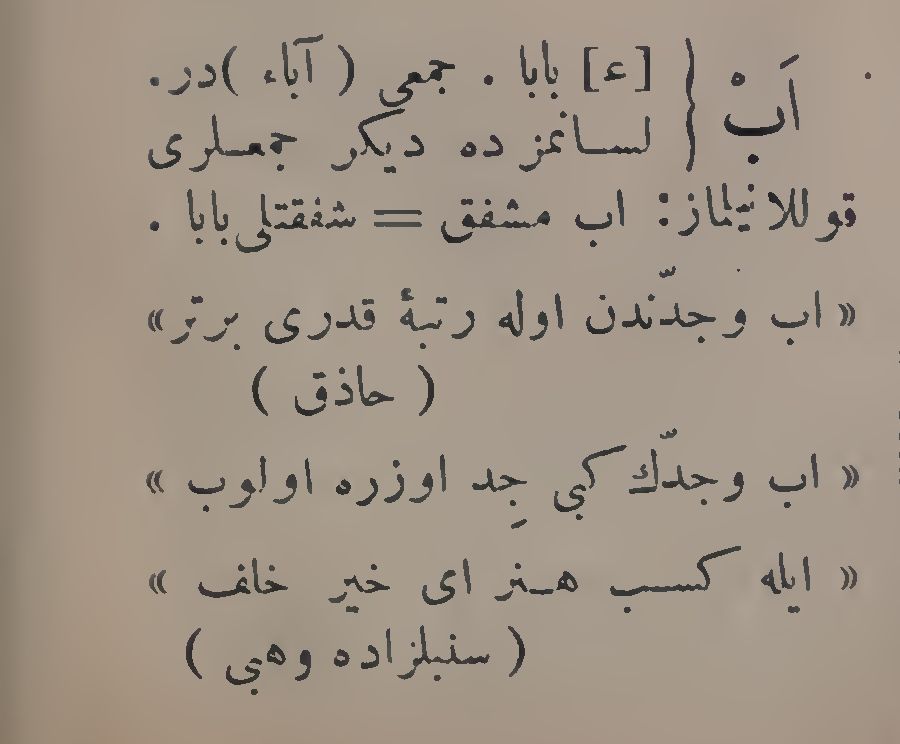 اَبْ } [ع] بابا . جمعی ( آباء ) در .
لسانمزده دیکر جمعلری
قوللانیلماز : اب مشفق = شفقتلی بابا .
« اب وجدّندن اوله رتبهٔ قدری برتر »
( حاذق )
« اب وجدّك کبی جِد اوزره اولوب »
« ایله کسب هنر ای خیر خلف »
( سنبلزاده وهبی )